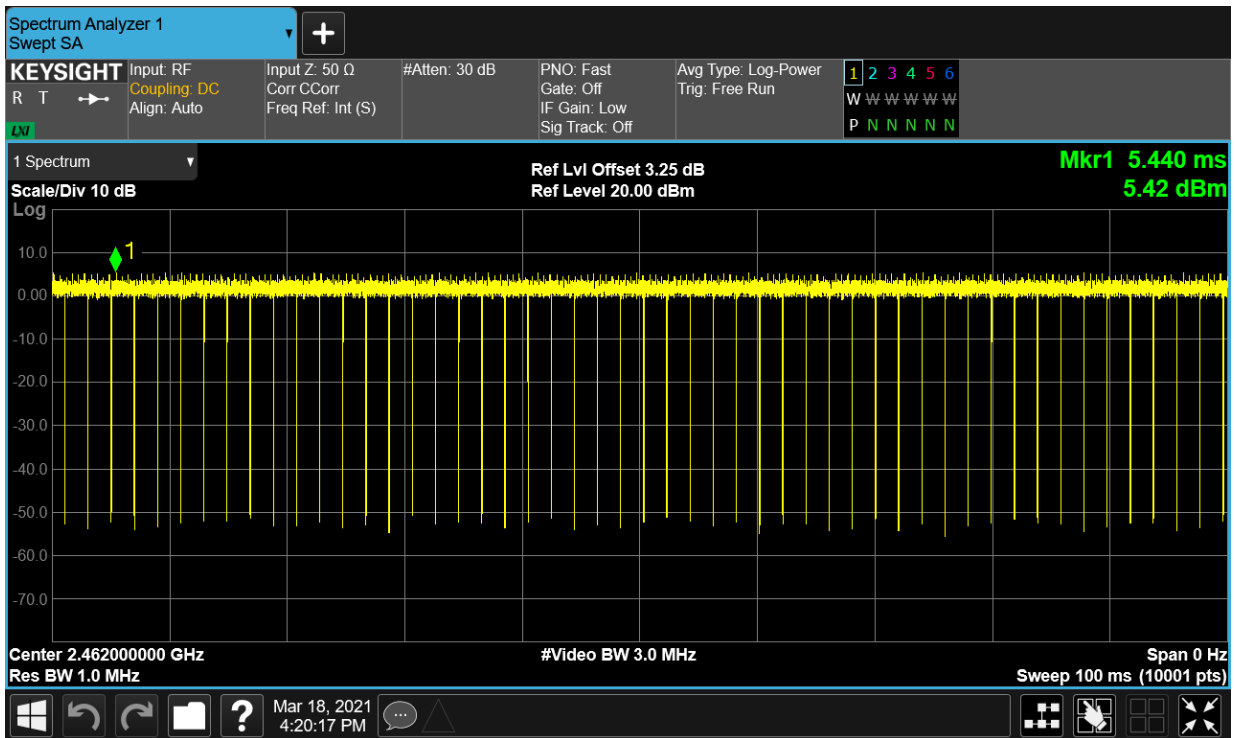 Spectrum Analyzer 1
Swept SA
KEYSIGHT
R T
LXI
Input: RF
Coupling: DC
Align: Auto
Input Z: 50 Ω
Corr CCorr
Freq Ref: Int (S)
#Atten: 30 dB
PNO: Fast
Gate: Off
IF Gain: Low
Sig Track: Off
Avg Type: Log-Power
Trig: Free Run
1 2 3 4 5 6
W W W W W W
P N N N N N
1 Spectrum
Scale/Div 10 dB
Log
Ref Lvl Offset 3.25 dB
Ref Level 20.00 dBm
Mkr1 5.440 ms
5.42 dBm
1
10.0
0.00
-10.0
-20.0
-30.0
-40.0
-50.0
-60.0
-70.0
Center 2.462000000 GHz
Res BW 1.0 MHz
#Video BW 3.0 MHz
Span 0 Hz
Sweep 100 ms (10001 pts)
?
Mar 18, 2021
4:20:17 PM